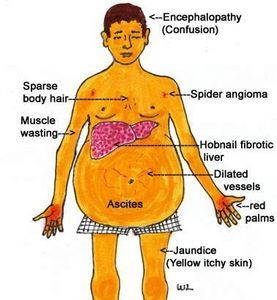 Encephalopathy
(Confusion)
Sparse
body hair
Spider angioma
Muscle
wasting
Hobnail fibrotic
liver
Dilated
vessels
Ascites
red
palms
Jaundice
(Yellow itchy skin)
WL